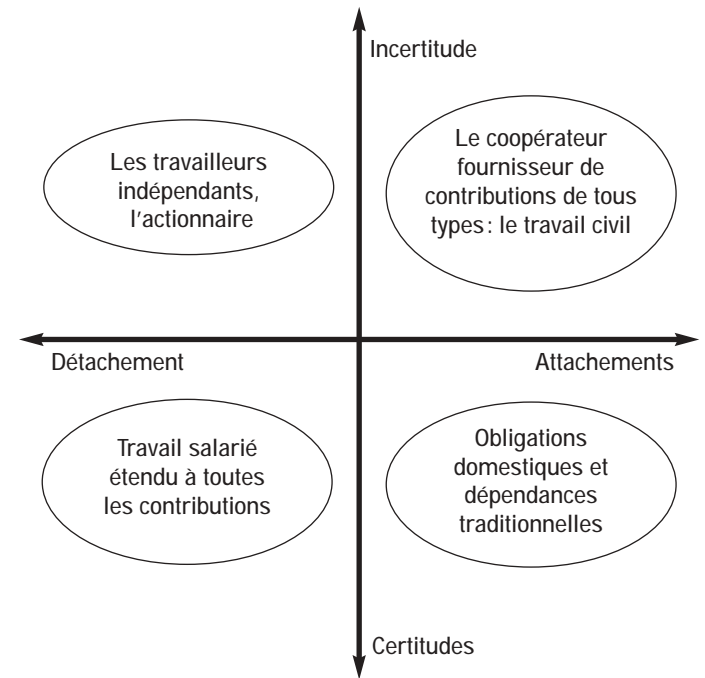 Incertitude
Les travailleurs
indépendants,
l'actionnaire
Le coopérateur
fournisseur de
contributions de tous
types : le travail civil
Détachement
Attachements
Travail salarié
étendu à toutes
les contributions
Obligations
domestiques et
dépendances
traditionnelles
Certitudes